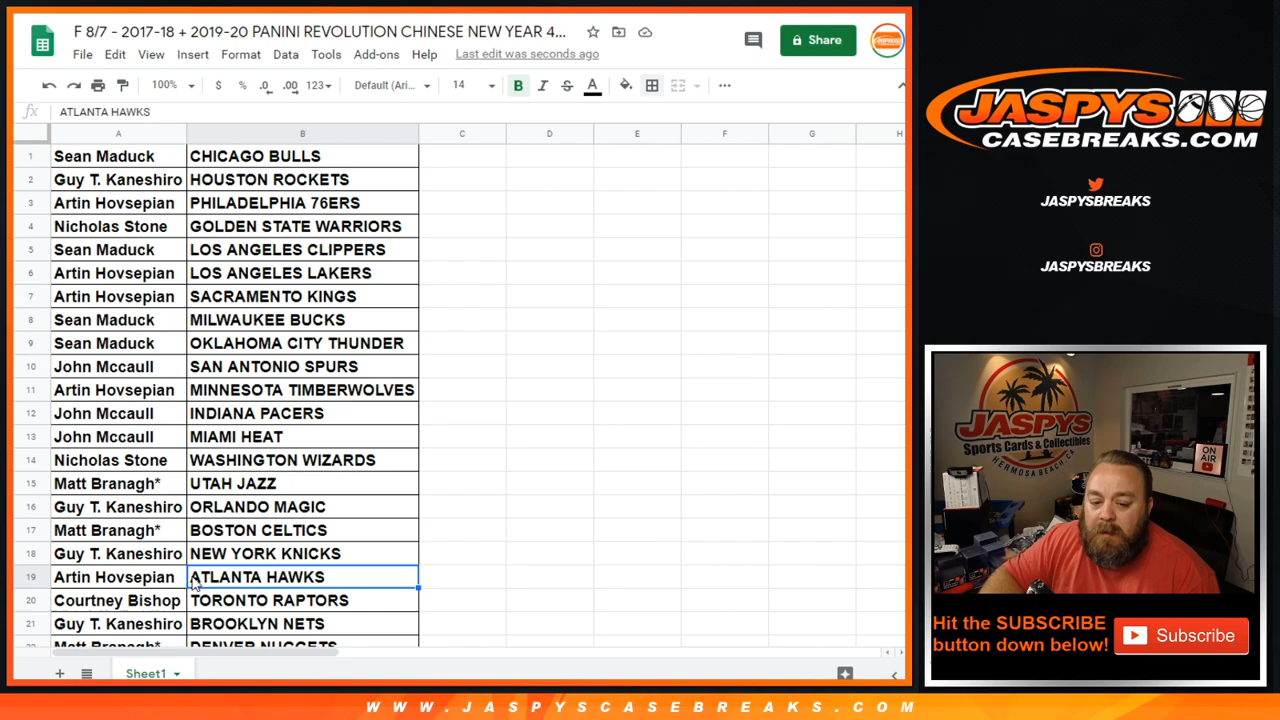 F 8/7 - 2017-18 + 2019-20 PANINI REVOLUTION CHINESE NEW YEAR 4...
File Edit View Insert Format Data Tools Add-ons Help Last edit was seconds ago
Share
100% $ % .0 .00 123 Default (Ari... 14 B I S A
fx ATLANTA HAWKS
A B C D E F G H
1 Sean Maduck CHICAGO BULLS
2 Guy T. Kaneshiro HOUSTON ROCKETS
3 Artin Hovsepian PHILADELPHIA 76ERS
4 Nicholas Stone GOLDEN STATE WARRIORS
5 Sean Maduck LOS ANGELES CLIPPERS
6 Artin Hovsepian LOS ANGELES LAKERS
7 Artin Hovsepian SACRAMENTO KINGS
8 Sean Maduck MILWAUKEE BUCKS
9 Sean Maduck OKLAHOMA CITY THUNDER
10 John Mccaull SAN ANTONIO SPURS
11 Artin Hovsepian MINNESOTA TIMBERWOLVES
12 John Mccaull INDIANA PACERS
13 John Mccaull MIAMI HEAT
14 Nicholas Stone WASHINGTON WIZARDS
15 Matt Branagh* UTAH JAZZ
16 Guy T. Kaneshiro ORLANDO MAGIC
17 Matt Branagh* BOSTON CELTICS
18 Guy T. Kaneshiro NEW YORK KNICKS
19 Artin Hovsepian ATLANTA HAWKS
20 Courtney Bishop TORONTO RAPTORS
21 Guy T. Kaneshiro BROOKLYN NETS
22 Matt Branagh* DENVER NUGGETS
Sheet1
JASPYS
CASEBREAKS.COM
JASPYSBREAKS
JASPYSBREAKS
JASPYS
Sports Cards & Collectibles
HERMOSA BEACH, CA
ON AIR
Hit the SUBSCRIBE
button down below!
Subscribe
WWW.JASPYSCASEBREAKS.COM